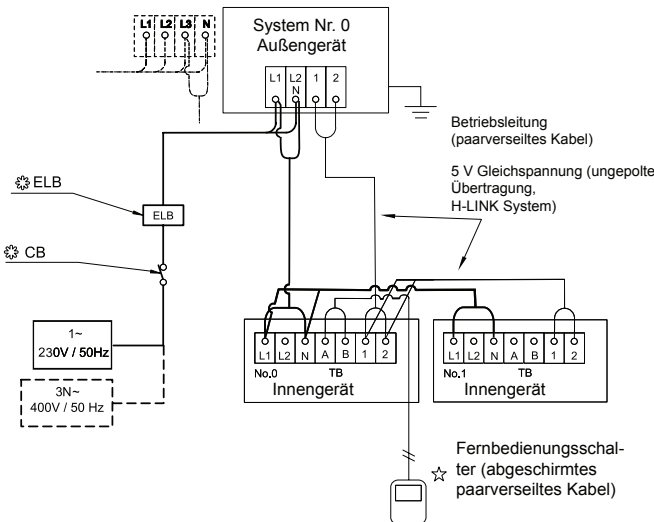 L1 L2 L3 N
System Nr. 0
Außengerät
L1 L2 N 1 2
Betriebsleitung
(paarverseiltes Kabel)
5 V Gleichspannung (ungepolte
Übertragung,
H-LINK System)
ELB
ELB
CB
1~
230V / 50Hz
3N~
400V / 50 Hz
L1 L2 N A B 1 2
No.0 TB
Innengerät
L1 L2 N A B 1 2
No.1 TB
Innengerät
Fernbedienungsschal-
ter (abgeschirmtes
paarverseiltes Kabel)